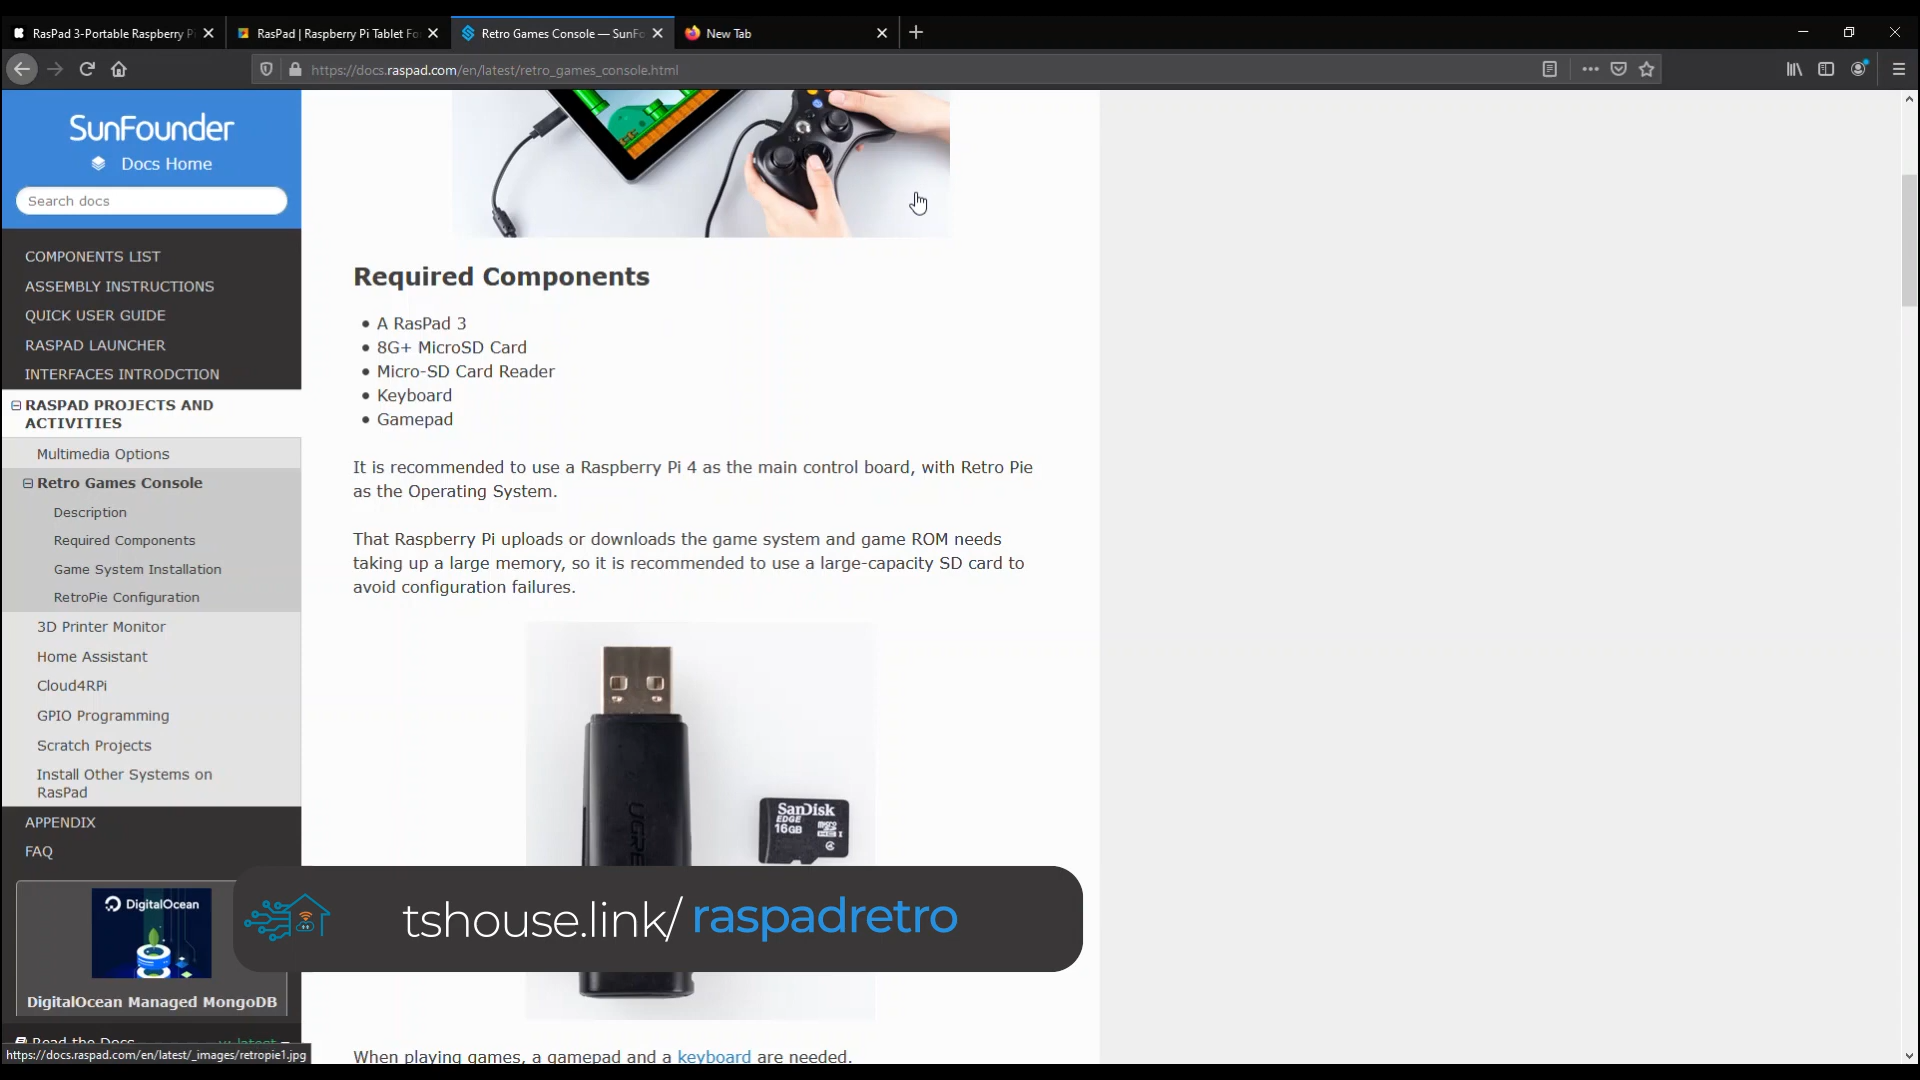 RasPad 3-Portable Raspberry P
RasPad | Raspberry Pi Tablet Fo
Retro Games Console — SunFo
New Tab
https://docs.raspad.com/en/latest/retro_games_console.html
SunFounder
Docs Home
Search docs
COMPONENTS LIST
ASSEMBLY INSTRUCTIONS
QUICK USER GUIDE
RASPAD LAUNCHER
INTERFACES INTRODCTION
RASPAD PROJECTS AND
ACTIVITIES
Multimedia Options
Retro Games Console
Description
Required Components
Game System Installation
RetroPie Configuration
3D Printer Monitor
Home Assistant
Cloud4RPi
GPIO Programming
Scratch Projects
Install Other Systems on
RasPad
APPENDIX
FAQ
DigitalOcean
DigitalOcean Managed MongoDB
Read the Docs
v: latest
https://docs.raspad.com/en/latest/_images/retropie1.jpg
Required Components
• A RasPad 3
• 8G+ MicroSD Card
• Micro-SD Card Reader
• Keyboard
• Gamepad
It is recommended to use a Raspberry Pi 4 as the main control board, with Retro Pie
as the Operating System.
That Raspberry Pi uploads or downloads the game system and game ROM needs
taking up a large memory, so it is recommended to use a large-capacity SD card to
avoid configuration failures.
UGRE
SanDisk
EDGE
16GB
micro
tshouse.link/raspadretro
When playing games, a gamepad and a keyboard are needed.